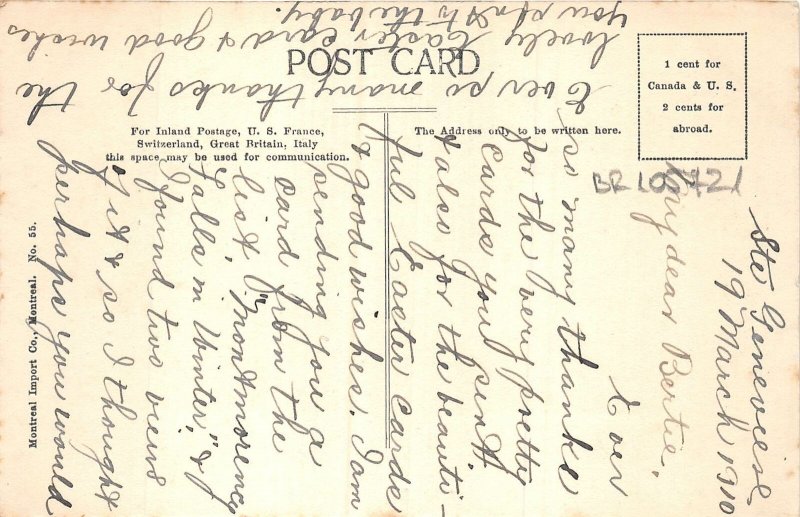 POST CARD
1 cent for
Canada & U. S.
2 cents for
abroad.
For Inland Postage, U. S. France,
Switzerland, Great Britain, Italy
this space may be used for communication.
The Address only to be written here.
Montreal Import Co., Montreal. No. 55.
BR105721
Ste Genevieve,
19 March 1910
My dear Bertie,
Ever
so many thanks
for the very pretty
cards you sent
& also for the beauti-
ful Easter cards
& good wishes. I am
sending you a
card from the
list, "Montmorency
Falls in Winter," &
I found two views
of it & so I thought
perhaps you would
Ever so many thanks for the
lovely Easter card & good wishes
you sent to the baby.